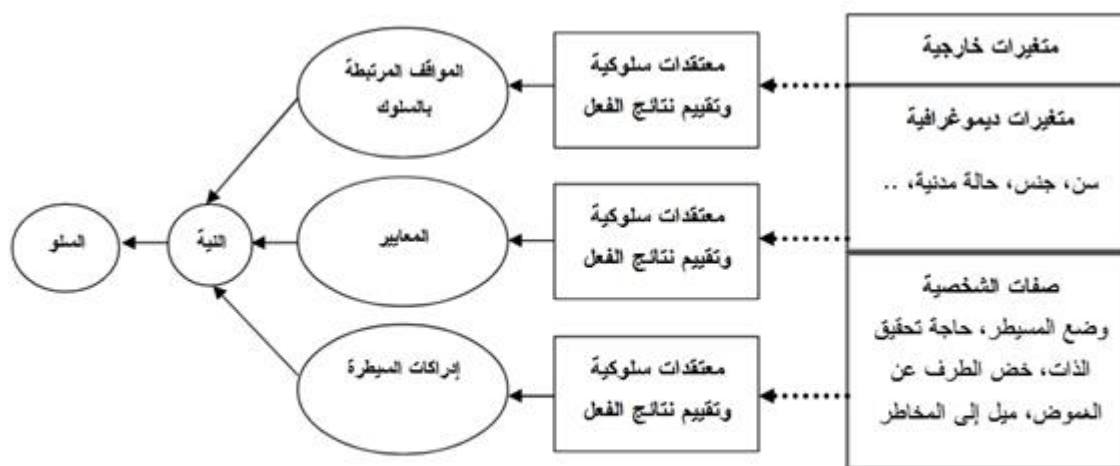 متغيرات خارجية
متغيرات ديموغرافية
سن، جنس، حالة مدنية، ..
صفات الشخصية
وضع المسيطر، حاجة تحقيق
الذات، خض الطرف عن
الغموض، ميل إلى المخاطر
معتقدات سلوكية
وتقييم نتائج الفعل
معتقدات سلوكية
وتقييم نتائج الفعل
معتقدات سلوكية
وتقييم نتائج الفعل
المواقف المرتبطة
بالسلوك
المعايير
إدراكات السيطرة
النية
السلو